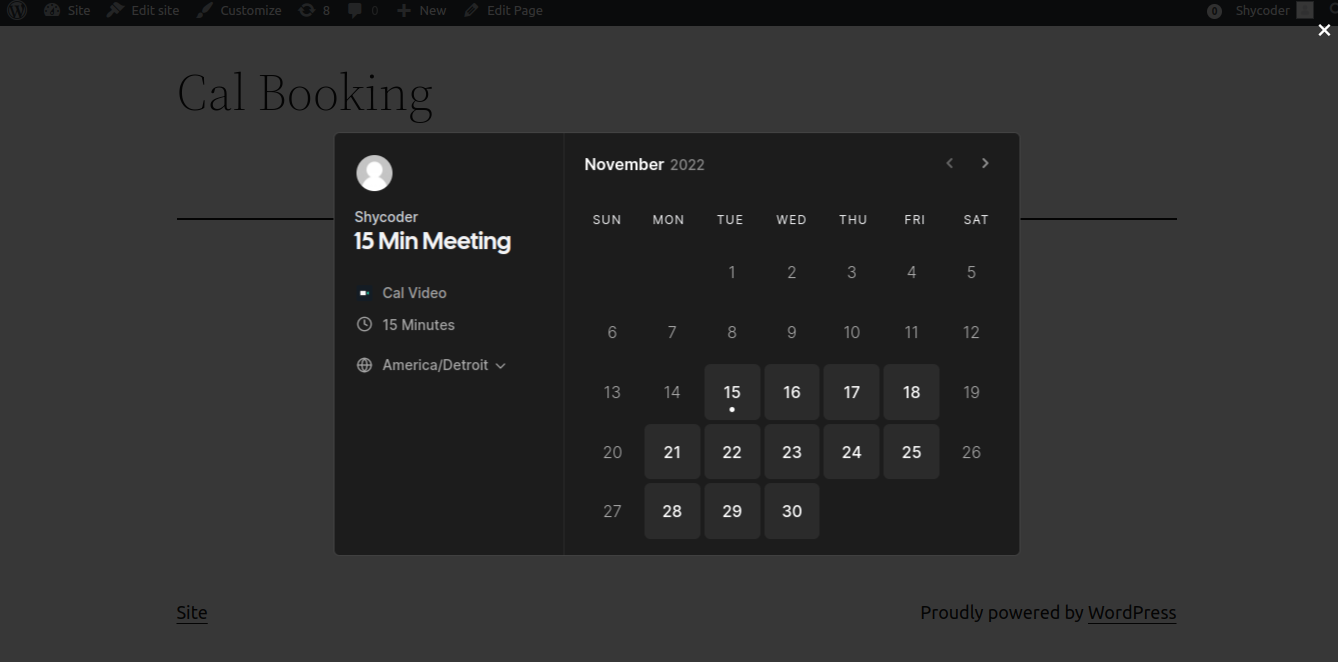 Site Edit site Customize 8 0 New Edit Page 0 Shycoder
Cal Booking
Shycoder
15 Min Meeting
Cal Video
15 Minutes
America/Detroit
November 2022
SUN MON TUE WED THU FRI SAT
1 2 3 4 5
6 7 8 9 10 11 12
13 14 15 16 17 18 19
20 21 22 23 24 25 26
27 28 29 30
Site
Proudly powered by WordPress